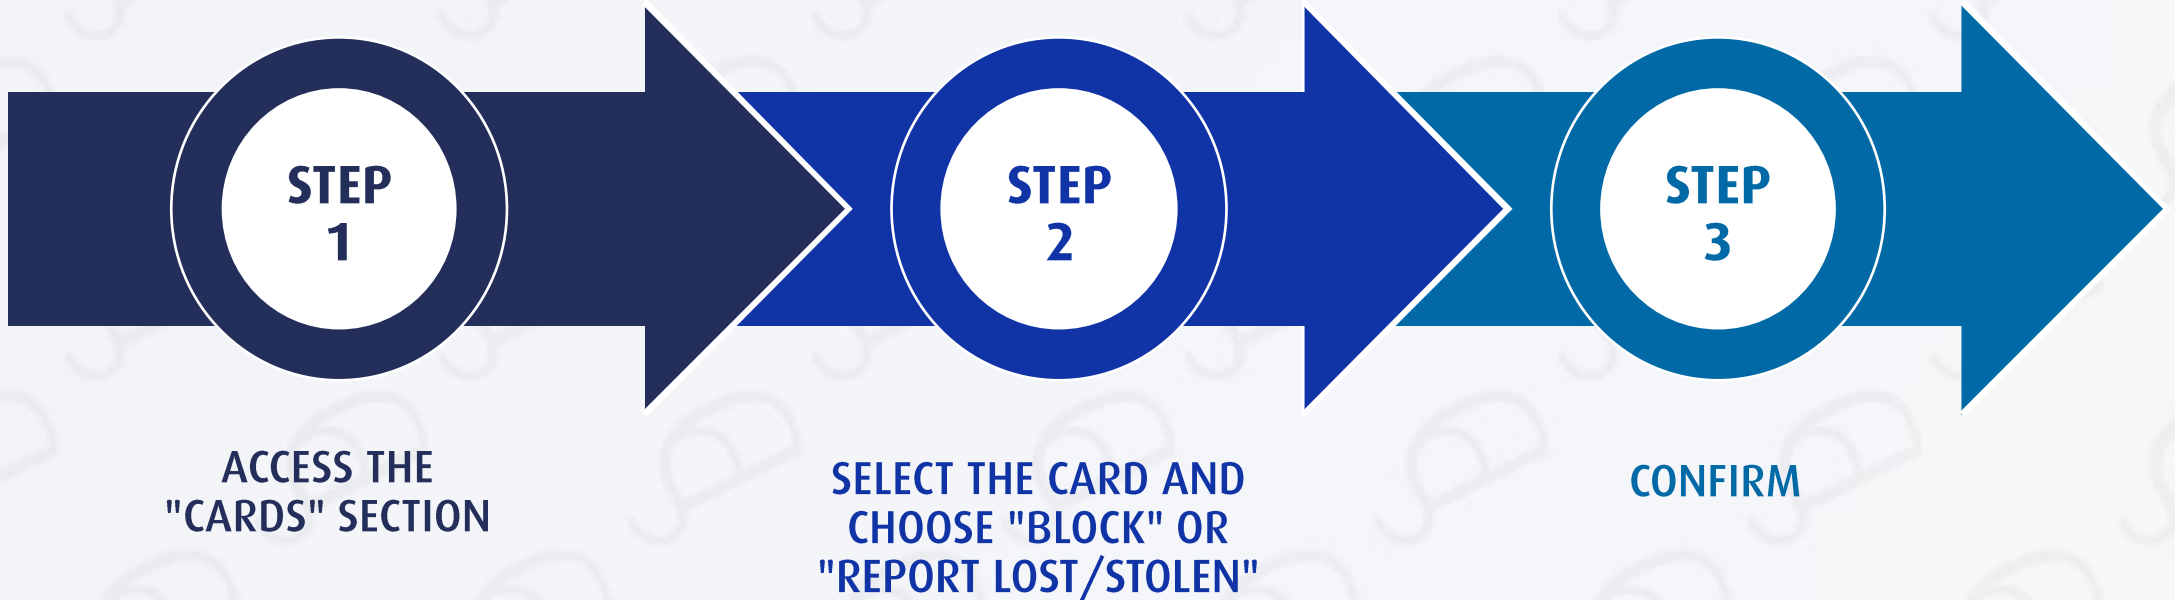 STEP
1
STEP
2
STEP
3
ACCESS THE
"CARDS" SECTION
SELECT THE CARD AND
CHOOSE "BLOCK" OR
"REPORT LOST/STOLEN"
CONFIRM